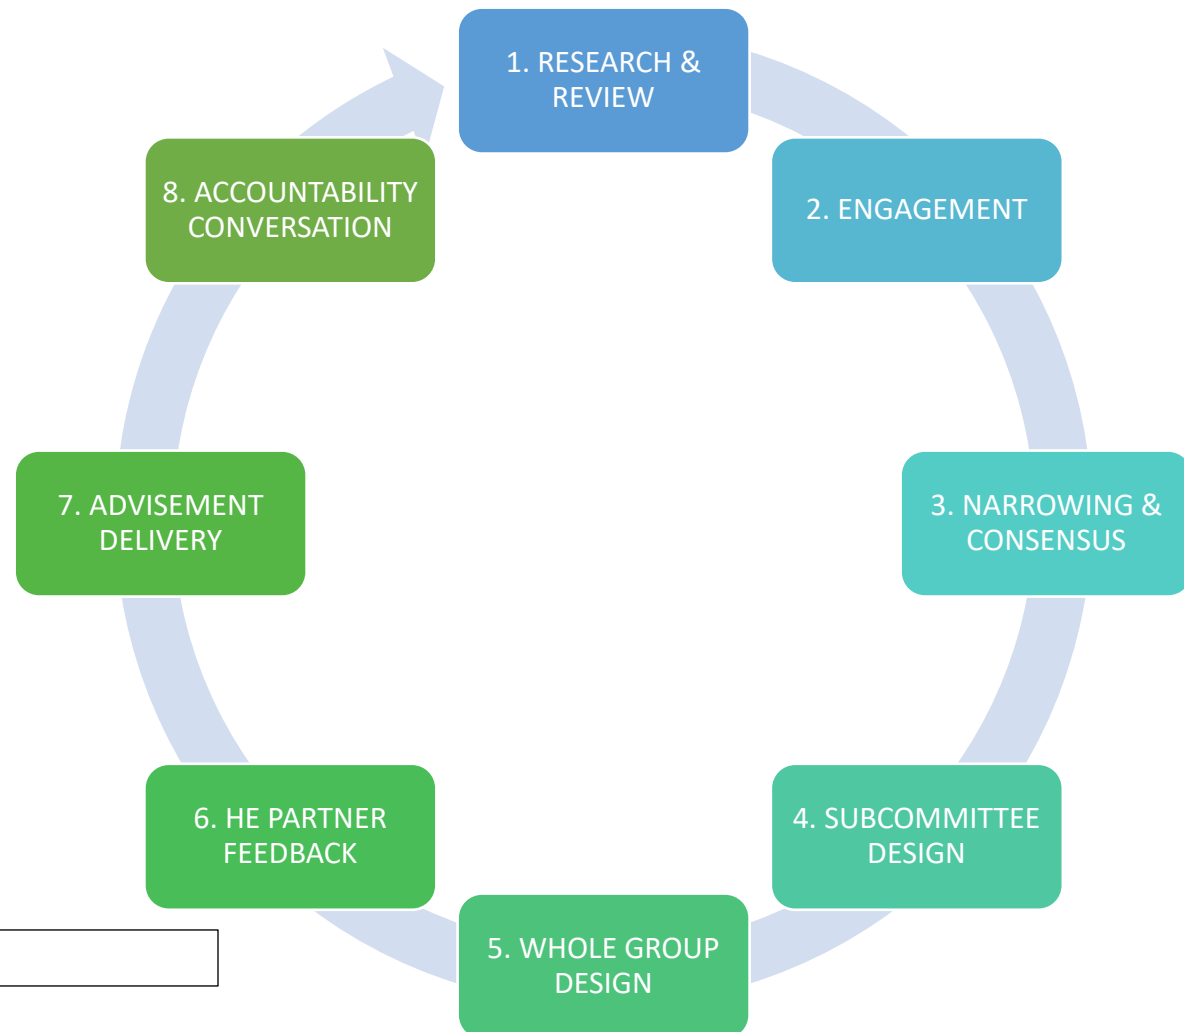 1. RESEARCH &
REVIEW
2. ENGAGEMENT
3. NARROWING &
CONSENSUS
4. SUBCOMMITTEE
DESIGN
5. WHOLE GROUP
DESIGN
6. HE PARTNER
FEEDBACK
7. ADVISEMENT
DELIVERY
8. ACCOUNTABILITY
CONVERSATION